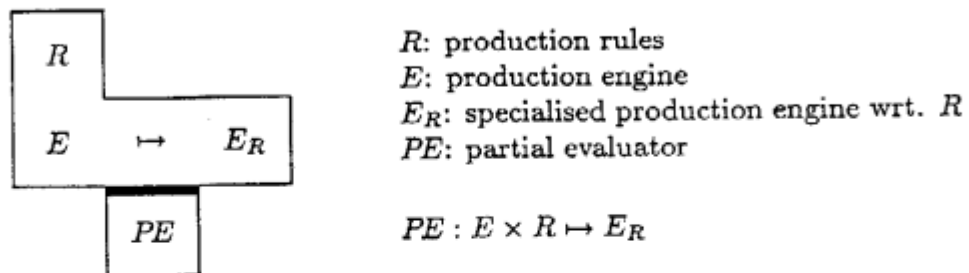 R
E ↦ E_R
PE
R: production rules
E: production engine
E_R: specialised production engine wrt. R
PE: partial evaluator
PE : E × R ↦ E_R